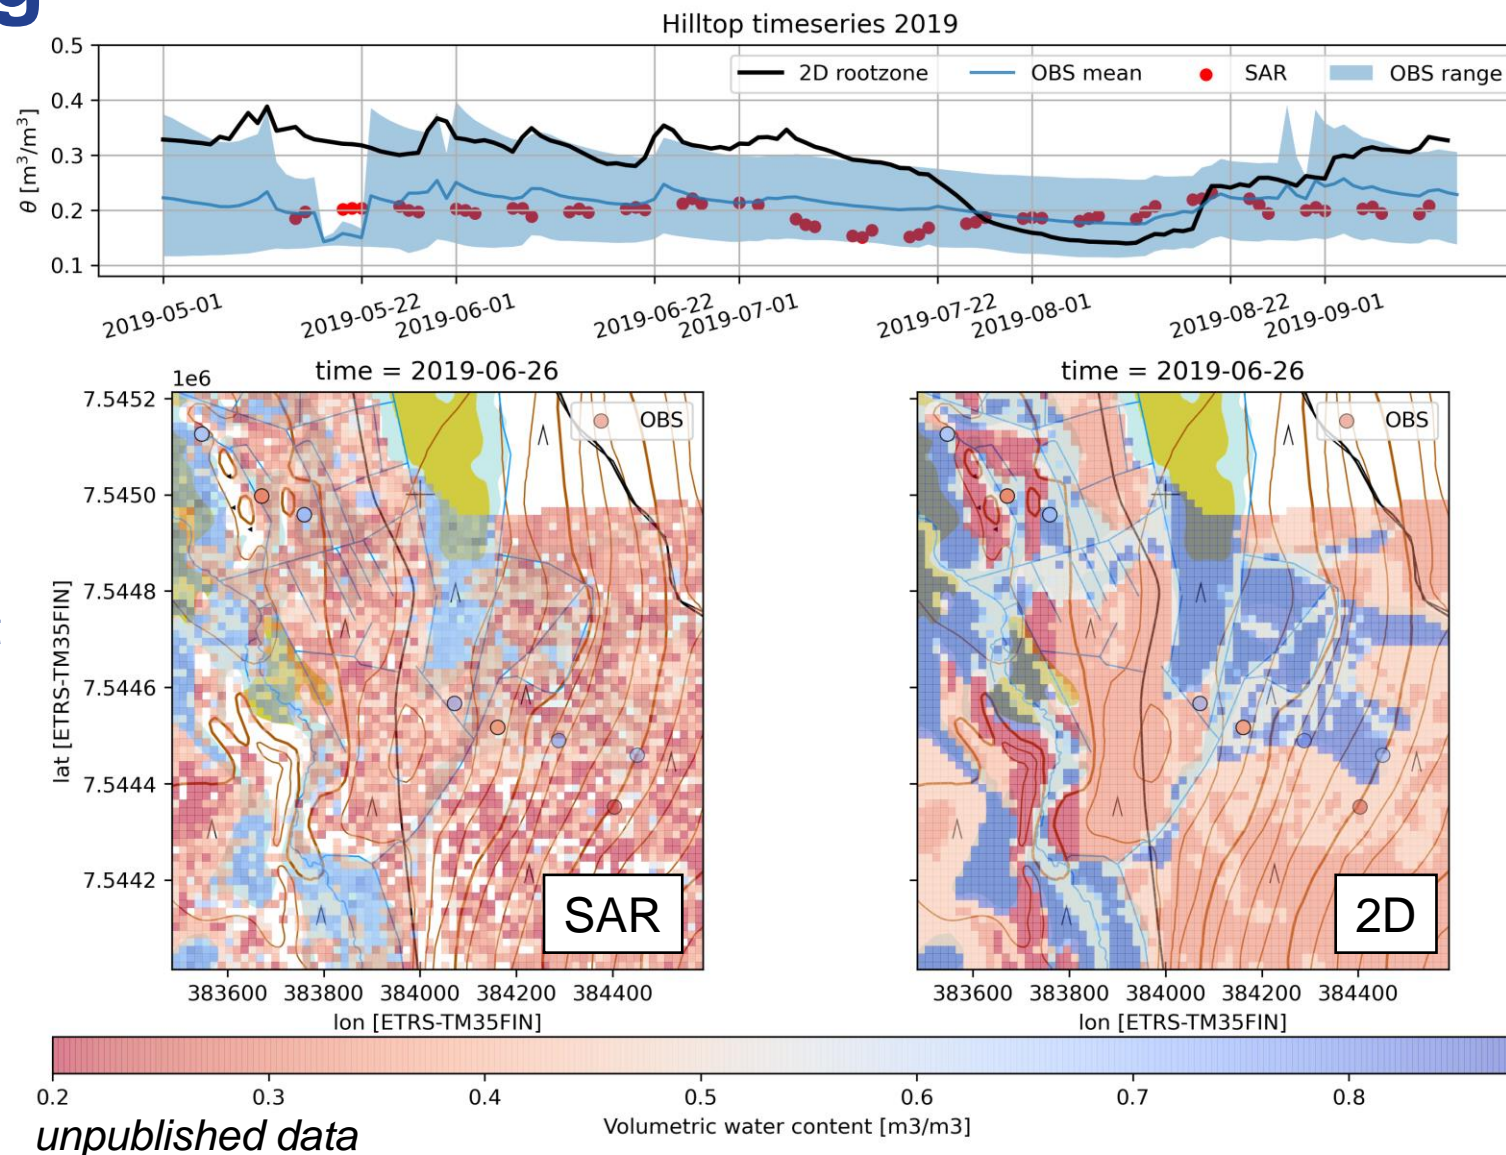 g
Hilltop timeseries 2019
0.5
0.4
0.3
0.2
0.1
θ [m³/m³]
2D rootzone
OBS mean
SAR
OBS range
2019-05-01
2019-05-22
2019-06-01
2019-06-22
2019-07-01
2019-07-22
2019-08-01
2019-08-22
2019-09-01
1e6
time = 2019-06-26
time = 2019-06-26
OBS
OBS
7.5452
7.5450
7.5448
7.5446
7.5444
7.5442
lat [ETRS-TM35FIN]
SAR
2D
383600 383800 384000 384200 384400
383600 383800 384000 384200 384400
lon [ETRS-TM35FIN]
lon [ETRS-TM35FIN]
0.2 0.3 0.4 0.5 0.6 0.7 0.8
Volumetric water content [m3/m3]
unpublished data